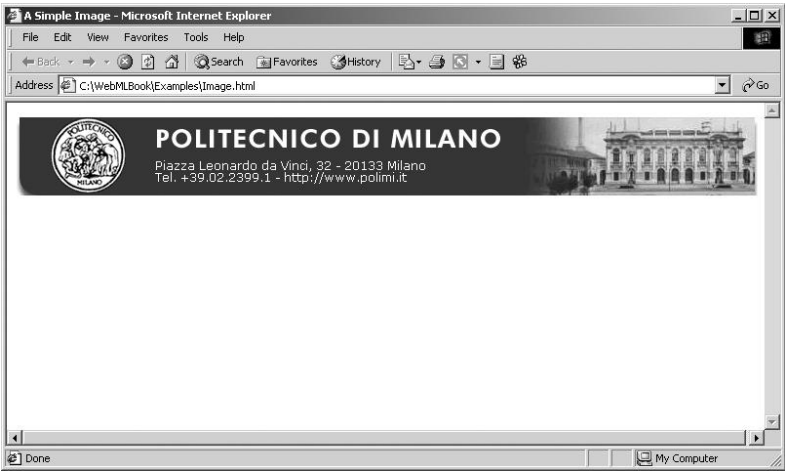 A Simple Image - Microsoft Internet Explorer
File Edit View Favorites Tools Help
Back Search Favorites History
Address C:\WebMLBook\Examples\Image.html Go
POLITECNICO
MILANO
POLITECNICO DI MILANO
Piazza Leonardo da Vinci, 32 - 20133 Milano
Tel. +39.02.2399.1 - http://www.polimi.it
Done My Computer